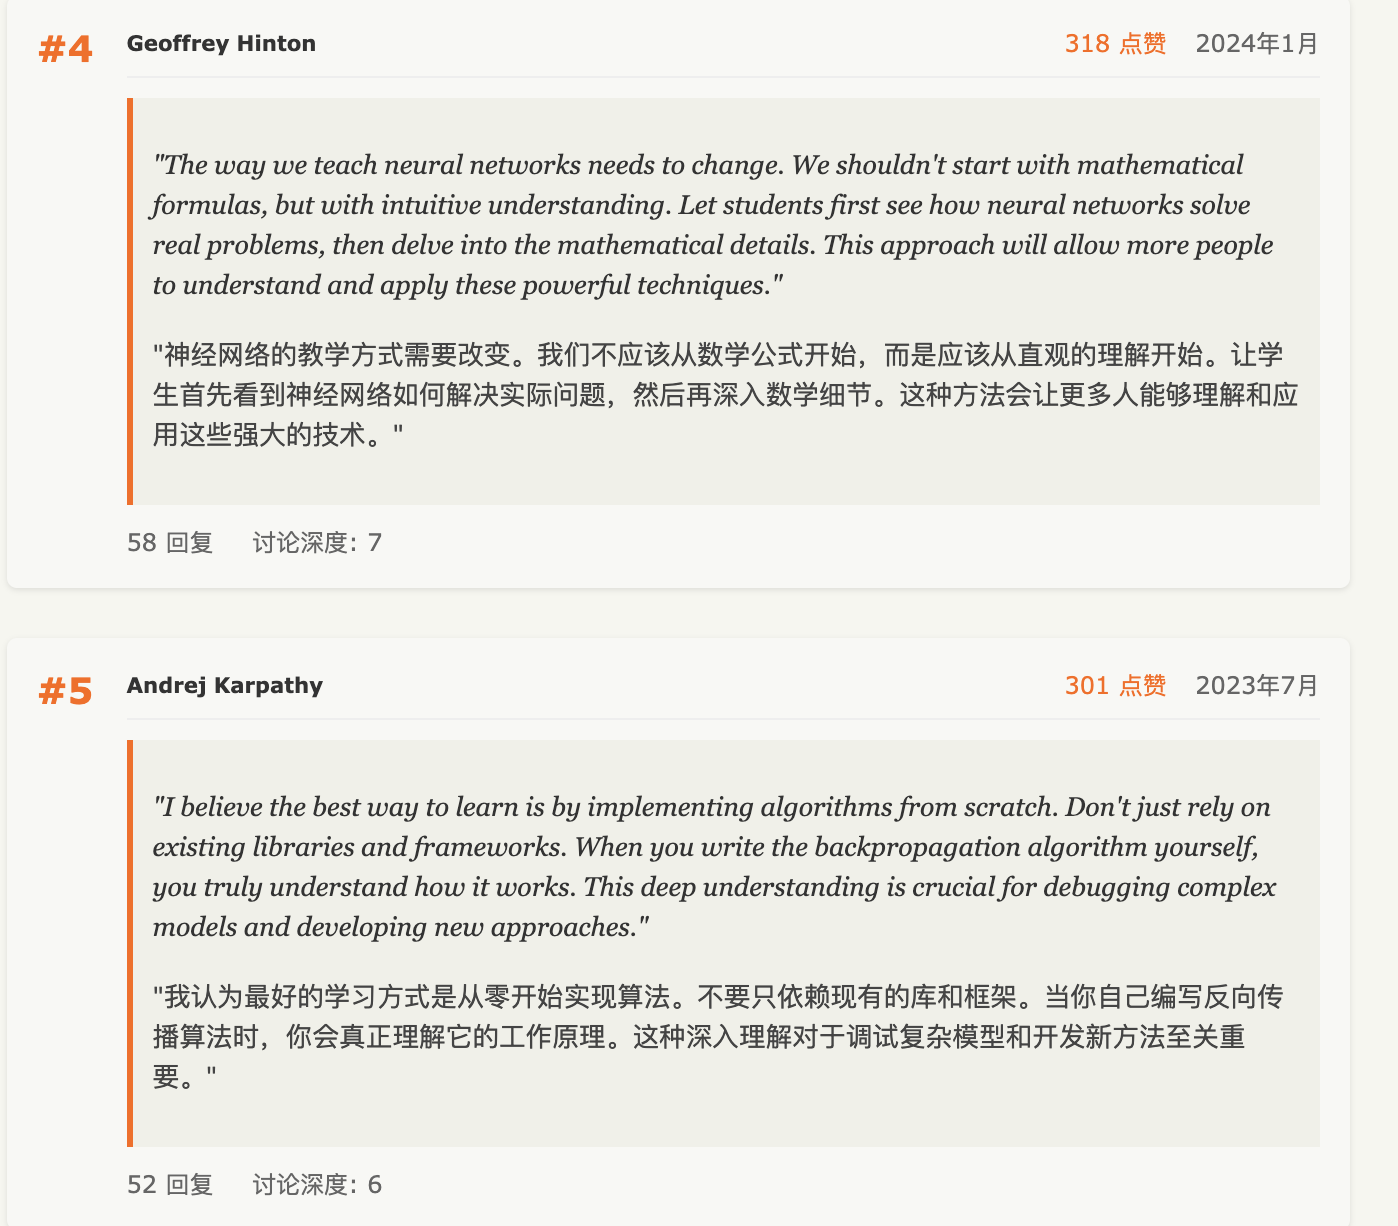 #4
Geoffrey Hinton
318 点赞
2024年1月
"The way we teach neural networks needs to change. We shouldn't start with mathematical
formulas, but with intuitive understanding. Let students first see how neural networks solve
real problems, then delve into the mathematical details. This approach will allow more people
to understand and apply these powerful techniques."
"神经网络的教学方式需要改变。我们不应该从数学公式开始，而是应该从直观的理解开始。让学
生首先看到神经网络如何解决实际问题，然后再深入数学细节。这种方法会让更多人能够理解和应
用这些强大的技术。"
58 回复
讨论深度: 7
#5
Andrej Karpathy
301 点赞
2023年7月
"I believe the best way to learn is by implementing algorithms from scratch. Don't just rely on
existing libraries and frameworks. When you write the backpropagation algorithm yourself,
you truly understand how it works. This deep understanding is crucial for debugging complex
models and developing new approaches."
"我认为最好的学习方式是从零开始实现算法。不要只依赖现有的库和框架。当你自己编写反向传
播算法时，你会真正理解它的工作原理。这种深入理解对于调试复杂模型和开发新方法至关重
要。"
52 回复
讨论深度: 6